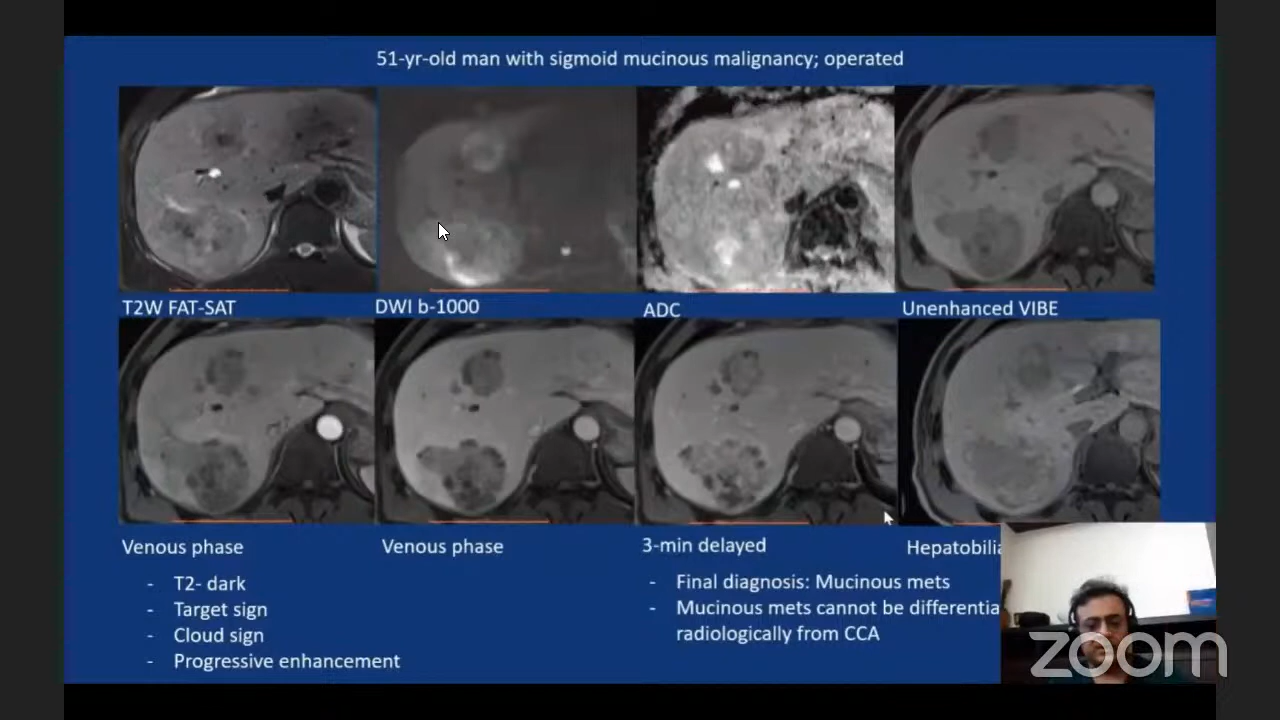 51-yr-old man with sigmoid mucinous malignancy; operated
T2W FAT-SAT
DWI b-1000
ADC
Unenhanced VIBE
Venous phase
Venous phase
3-min delayed
Hepatobilia
- T2- dark
- Target sign
- Cloud sign
- Progressive enhancement
- Final diagnosis: Mucinous mets
- Mucinous mets cannot be differentia
radiologically from CCA
zoom